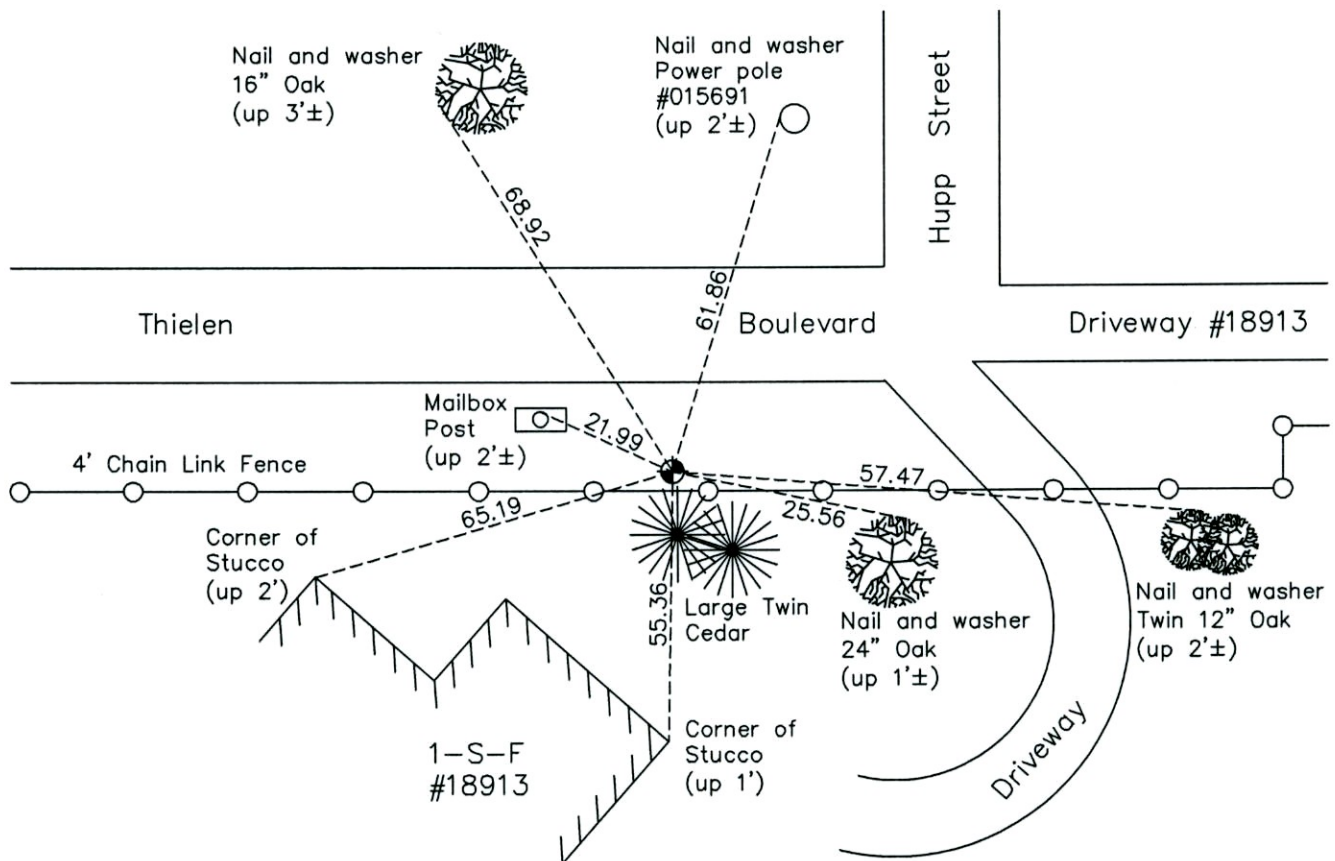 Nail and washer
16" Oak
(up 3'±)
Nail and washer
Power pole
#015691
(up 2'±)
Hupp Street
68.92
61.86
Thielen Boulevard
Driveway #18913
Mailbox
Post
(up 2'±)
21.99
4' Chain Link Fence
57.47
65.19
25.56
Corner of
Stucco
(up 2')
55.36
Large Twin
Cedar
Nail and washer
24" Oak
(up 1'±)
Nail and washer
Twin 12" Oak
(up 2'±)
1-S-F
#18913
Corner of
Stucco
(up 1')
Driveway